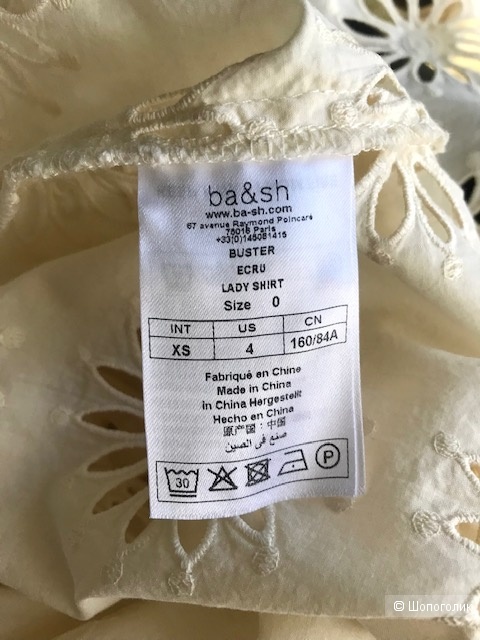 ba&sh
www.ba-sh.com
67 avenue Raymond Poincaré
75016 Paris
+33(0)145081415
BUSTER
ECRU
LADY SHIRT
Size 0
INT US CN
XS 4 160/84A
Fabriqué en Chine
Made in China
in China Hergestellt
Hecho en China
原产国：中国
صنع في الصين
30 P
© Шопоголик